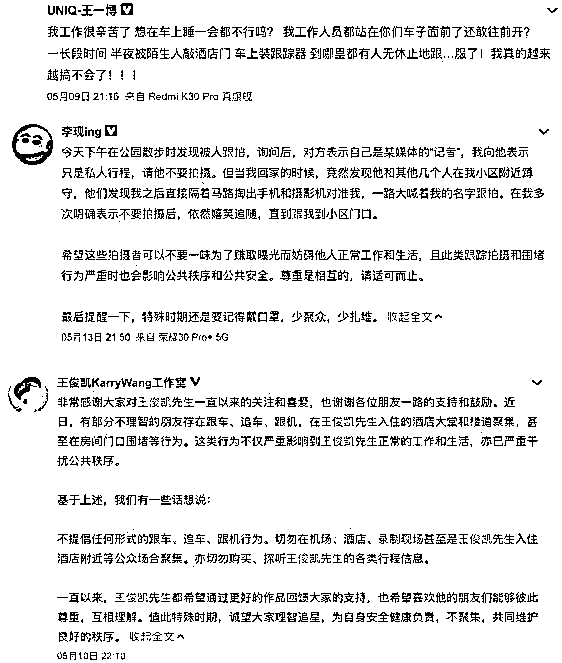 UNIQ-王一博
我工作很辛苦了 想在车上睡一会都不行吗？ 我工作人员都站在你们车子面前了还敢往前开？
一长段时间 半夜被陌生人敲酒店门 车上装跟踪器 到哪里都有人无休止地跟...服了！我真的越来
越搞不会了！！！
05月09日 21:16 来自 Redmi K30 Pro 真旗舰
李现ing
今天下午在公园散步时发现被人跟拍，询问后，对方表示自己是某媒体的“记者”，我向他表示
只是私人行程，请他不要拍摄。但当我回家的时候，竟然发现他和其他几个人在我小区附近蹲
守，他们发现我之后直接隔着马路掏出手机和摄影机对准我，一路大喊着我的名字跟拍。在我多
次明确表示不要拍摄后，依然嬉笑追随，直到跟我到小区门口。
希望这些拍摄者可以不要一味为了赚取曝光而妨碍他人正常工作和生活，且此类跟踪拍摄和围堵
行为严重时也会影响公共秩序和公共安全。尊重是相互的，请适可而止。
最后提醒一下，特殊时期还是要记得戴口罩，少聚众，少扎堆。 收起全文
05月13日 21:50 来自 荣耀30 Pro+ 5G
王俊凯KarryWang工作室
非常感谢大家对王俊凯先生一直以来的关注和喜爱，也谢谢各位朋友一路的支持和鼓励。近
日，有部分不理智的朋友存在跟车、追车、跟机，在王俊凯先生入住的酒店大堂和楼道聚集，甚
至在房间门口围堵等行为。这类行为不仅严重影响到王俊凯先生正常的工作和生活，亦已严重干
扰公共秩序。
基于上述，我们有一些话想说：
不提倡任何形式的跟车、追车、跟机行为。切勿在机场、酒店、录制现场甚至是王俊凯先生入住
酒店附近等公众场合聚集。亦切勿购买、探听王俊凯先生的各类行程信息。
一直以来，王俊凯先生都希望通过更好的作品回馈大家的支持，也希望喜欢他的朋友们能够彼此
尊重，互相理解。值此特殊时期，诚望大家理智追星，为自身安全健康负责，不聚集，共同维护
良好的秩序。 收起全文
05月10日 22:10